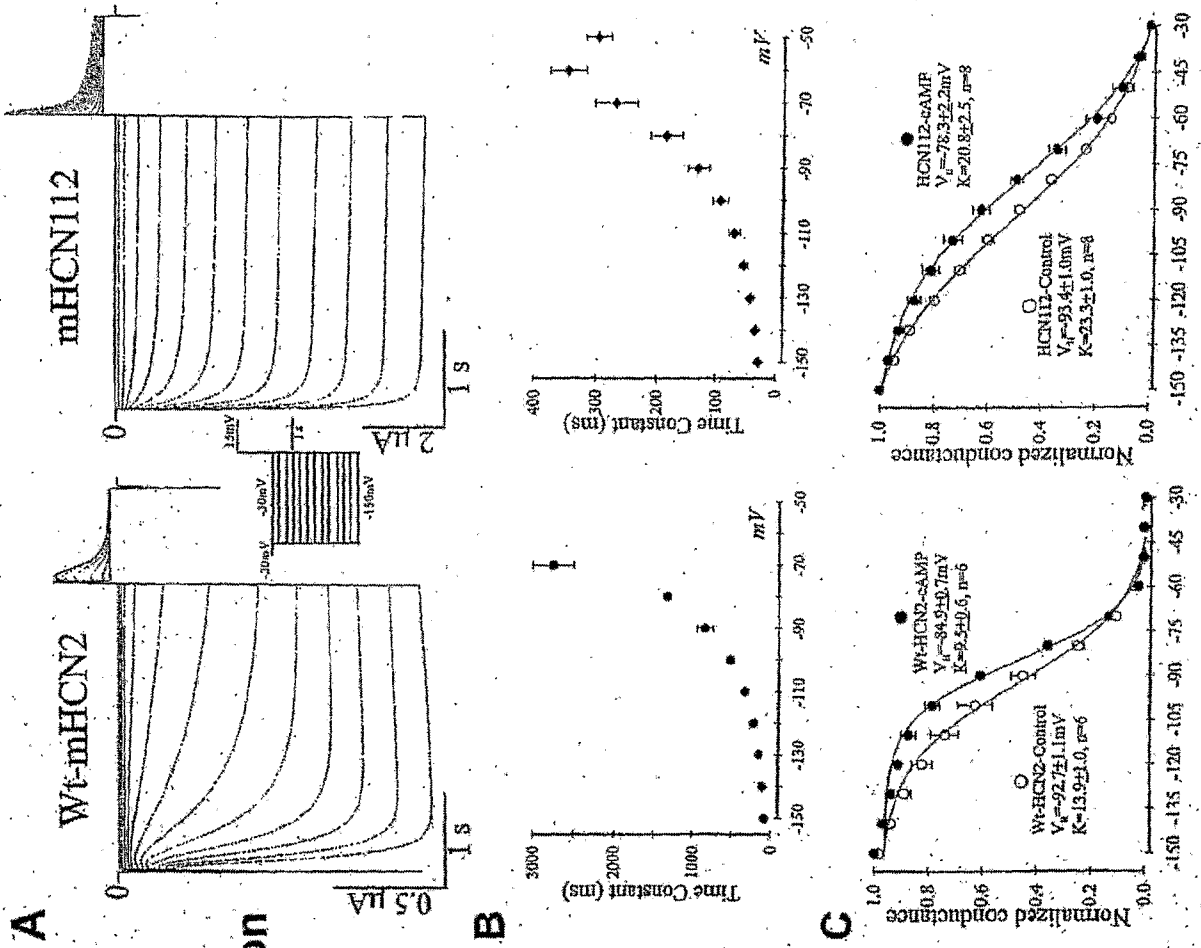 A
Wt-mHCN2
mHCN112
0
0
0.5 µA
1 s
-30mV
-30mV
-150mV
15mV
1s
2 µA
1 s
on
B
Time Constant (ms)
3000
2000
1000
0
-150
-130
-110
-90
-70
-50
mV
Time Constant (ms)
400
300
200
100
0
-150
-130
-110
-90
-70
-50
mV
C
Normalized conductance
1.0
0.8
0.6
0.4
0.2
0.0
-150
-135
-120
-105
-90
-75
-60
-45
-30
Wt-HCN2-cAMP
V½=-84.9±0.7mV
K=9.5±0.6, n=6
Wt-HCN2-Control
V½=-92.7±1.1mV
K=13.9±1.0, n=6
Normalized conductance
1.0
0.8
0.6
0.4
0.2
0.0
-150
-135
-120
-105
-90
-75
-60
-45
-30
HCN112-cAMP
V½=-78.3±2.2mV
K=20.8±2.5, n=8
HCN112-Control
V½=-93.4±1.0mV
K=23.3±1.0, n=8